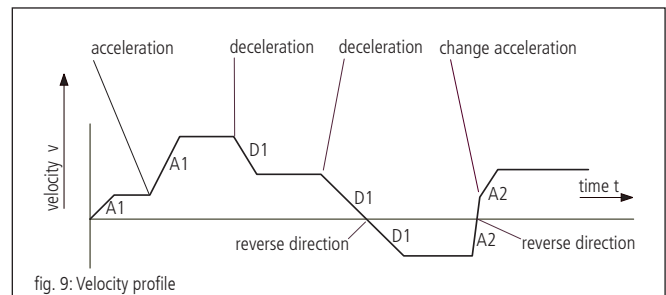 acceleration
deceleration
deceleration
change acceleration
velocity v
A1
A1
D1
D1
D1
A2
A2
time t
reverse direction
reverse direction
fig. 9: Velocity profile